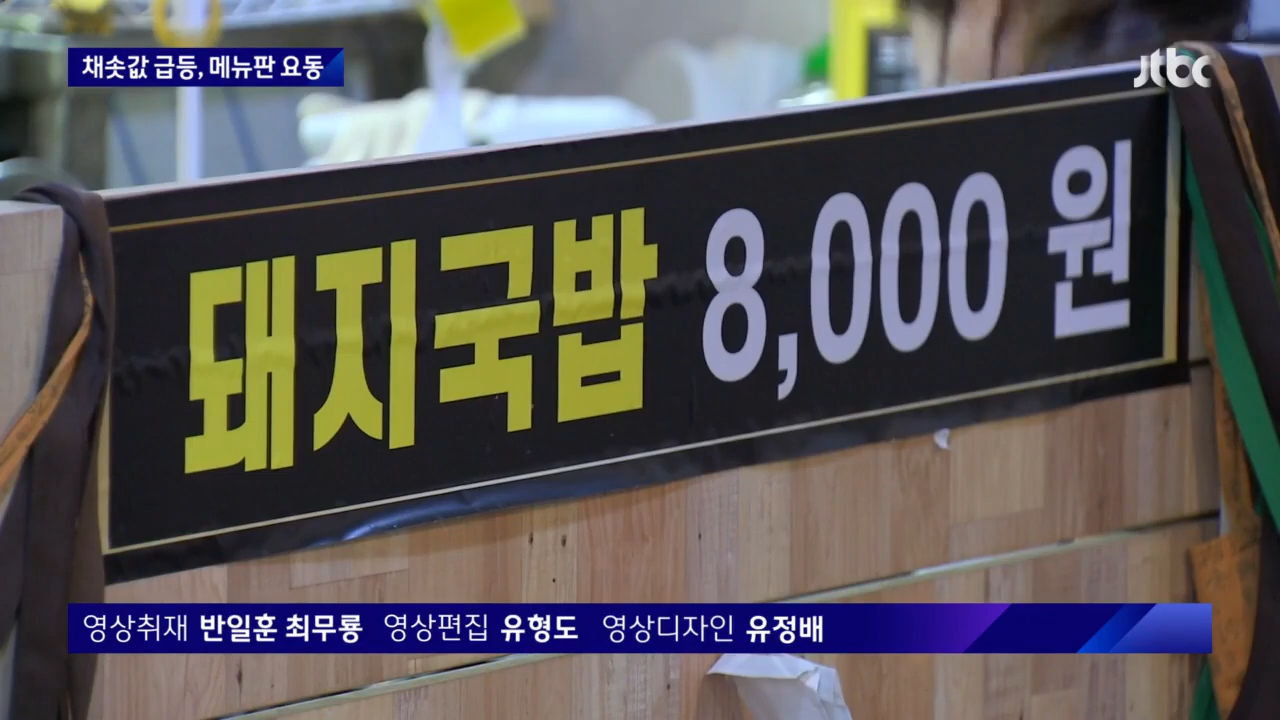 채솟값 급등, 메뉴판 요동
jtbc
돼지국밥 8,000 원
영상취재 반일훈 최무룡 영상편집 유형도 영상디자인 유정배